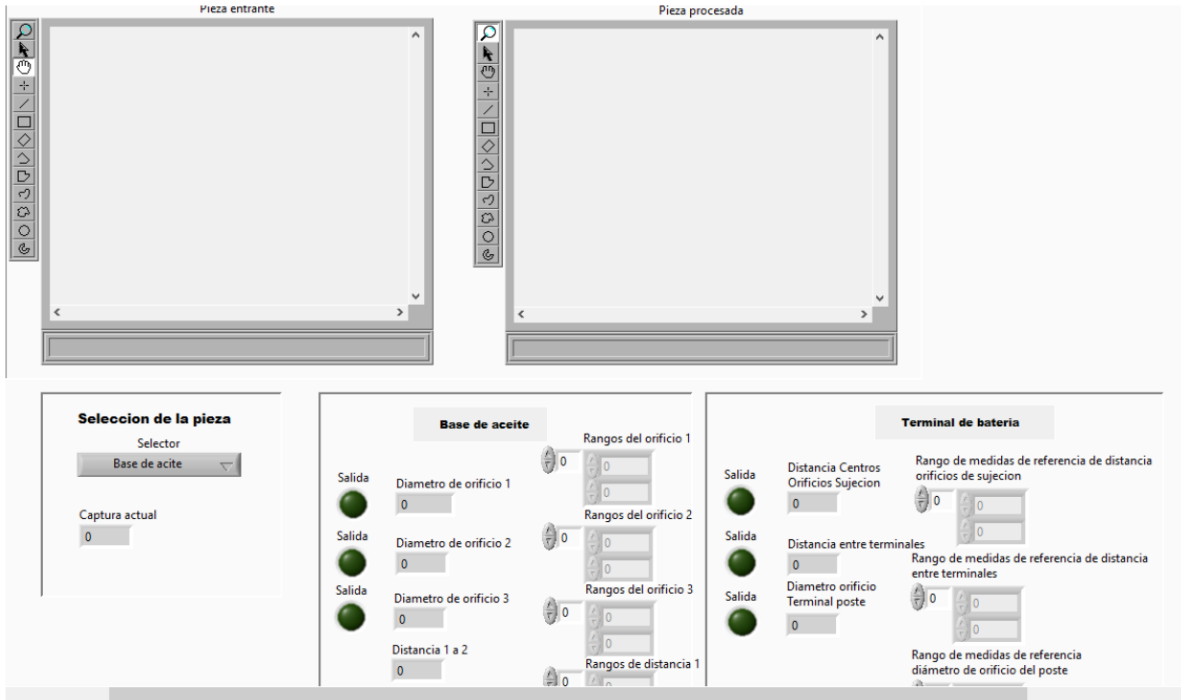 Pieza entrante
Pieza procesada
Seleccion de la pieza
Selector
Base de acite
Captura actual
0
Base de aceite
Rangos del orificio 1
0
0
0
Salida
Diametro de orificio 1
0
Rangos del orificio 2
0
0
0
Salida
Diametro de orificio 2
0
Rangos del orificio 3
0
0
0
Salida
Diametro de orificio 3
0
Distancia 1 a 2
0
Rangos de distancia 1
0
0
Terminal de bateria
Salida
Distancia Centros
Orificios Sujecion
0
Rango de medidas de referencia de distancia
orificios de sujecion
0
0
0
Salida
Distancia entre terminales
0
Rango de medidas de referencia de distancia
entre terminales
0
0
0
Salida
Diametro orificio
Terminal poste
0
Rango de medidas de referencia
diámetro de orificio del poste